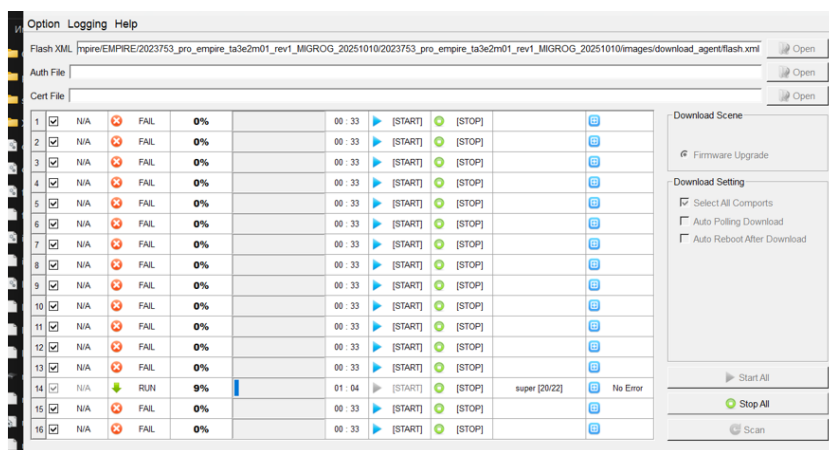 Option Logging Help
Flash XML mpire/EMPIRE/2023753_pro_empire_ta3e2m01_rev1_MIGROG_20251010/2023753_pro_empire_ta3e2m01_rev1_MIGROG_20251010/images/download_agent/flash.xml Open
Auth File Open
Cert File Open
1 N/A FAIL 0% 00 : 33 [START] [STOP]
2 N/A FAIL 0% 00 : 33 [START] [STOP]
3 N/A FAIL 0% 00 : 33 [START] [STOP]
4 N/A FAIL 0% 00 : 33 [START] [STOP]
5 N/A FAIL 0% 00 : 33 [START] [STOP]
6 N/A FAIL 0% 00 : 33 [START] [STOP]
7 N/A FAIL 0% 00 : 33 [START] [STOP]
8 N/A FAIL 0% 00 : 33 [START] [STOP]
9 N/A FAIL 0% 00 : 33 [START] [STOP]
10 N/A FAIL 0% 00 : 33 [START] [STOP]
11 N/A FAIL 0% 00 : 33 [START] [STOP]
12 N/A FAIL 0% 00 : 33 [START] [STOP]
13 N/A FAIL 0% 00 : 33 [START] [STOP]
14 N/A RUN 9% 01 : 04 [START] [STOP] super [20/22] No Error
15 N/A FAIL 0% 00 : 33 [START] [STOP]
16 N/A FAIL 0% 00 : 33 [START] [STOP]
Download Scene
Firmware Upgrade
Download Setting
Select All Comports
Auto Polling Download
Auto Reboot After Download
Start All
Stop All
Scan